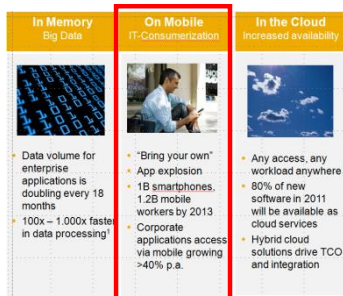 In Memory
Big Data
Data volume for
enterprise
applications is
doubling every 18
months
100x – 1.000x faster
in data processing¹
On Mobile
IT-Consumerization
"Bring your own"
App explosion
1B smartphones,
1.2B mobile
workers by 2013
Corporate
applications access
via mobile growing
>40% p.a.
In the Cloud
Increased availability
Any access, any
workload anywhere
80% of new
software in 2011
will be available as
cloud services
Hybrid cloud
solutions drive TCO
and integration